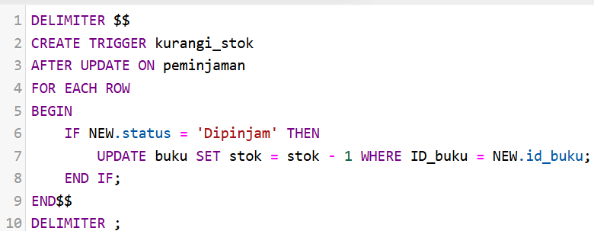 1 DELIMITER $$
2 CREATE TRIGGER kurangi_stok
3 AFTER UPDATE ON peminjaman
4 FOR EACH ROW
5 BEGIN
6 IF NEW.status = 'Dipinjam' THEN
7 UPDATE buku SET stok = stok - 1 WHERE ID_buku = NEW.id_buku;
8 END IF;
9 END$$
10 DELIMITER ;